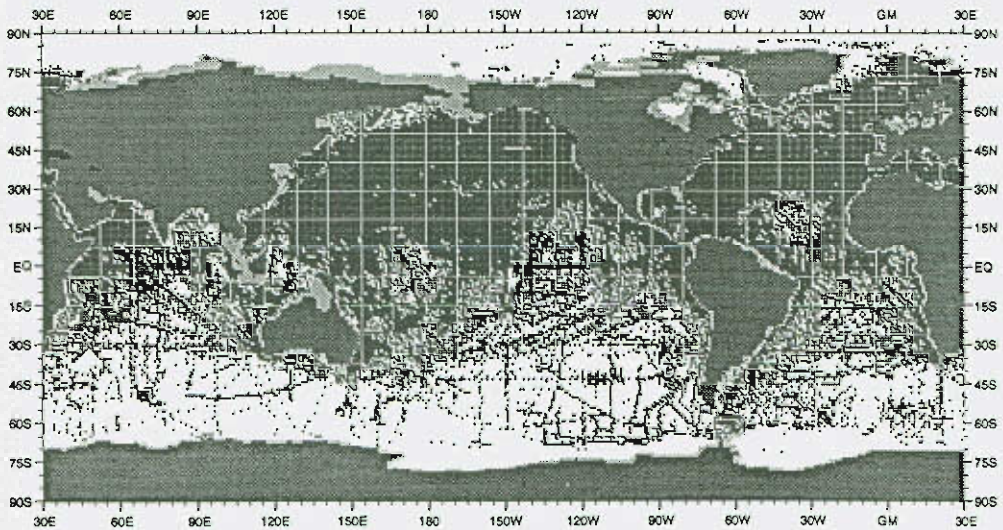 30E 60E 90E 120E 150E 180 150W 120W 90W 60W 30W GM 30E
90N 90N
75N 75N
60N 60N
45N 45N
30N 30N
15N 15N
EQ EQ
15S 15S
30S 30S
45S 45S
60S 60S
75S 75S
90S 90S
30E 60E 90E 120E 150E 180 150W 120W 90W 60W 30W GM 30E